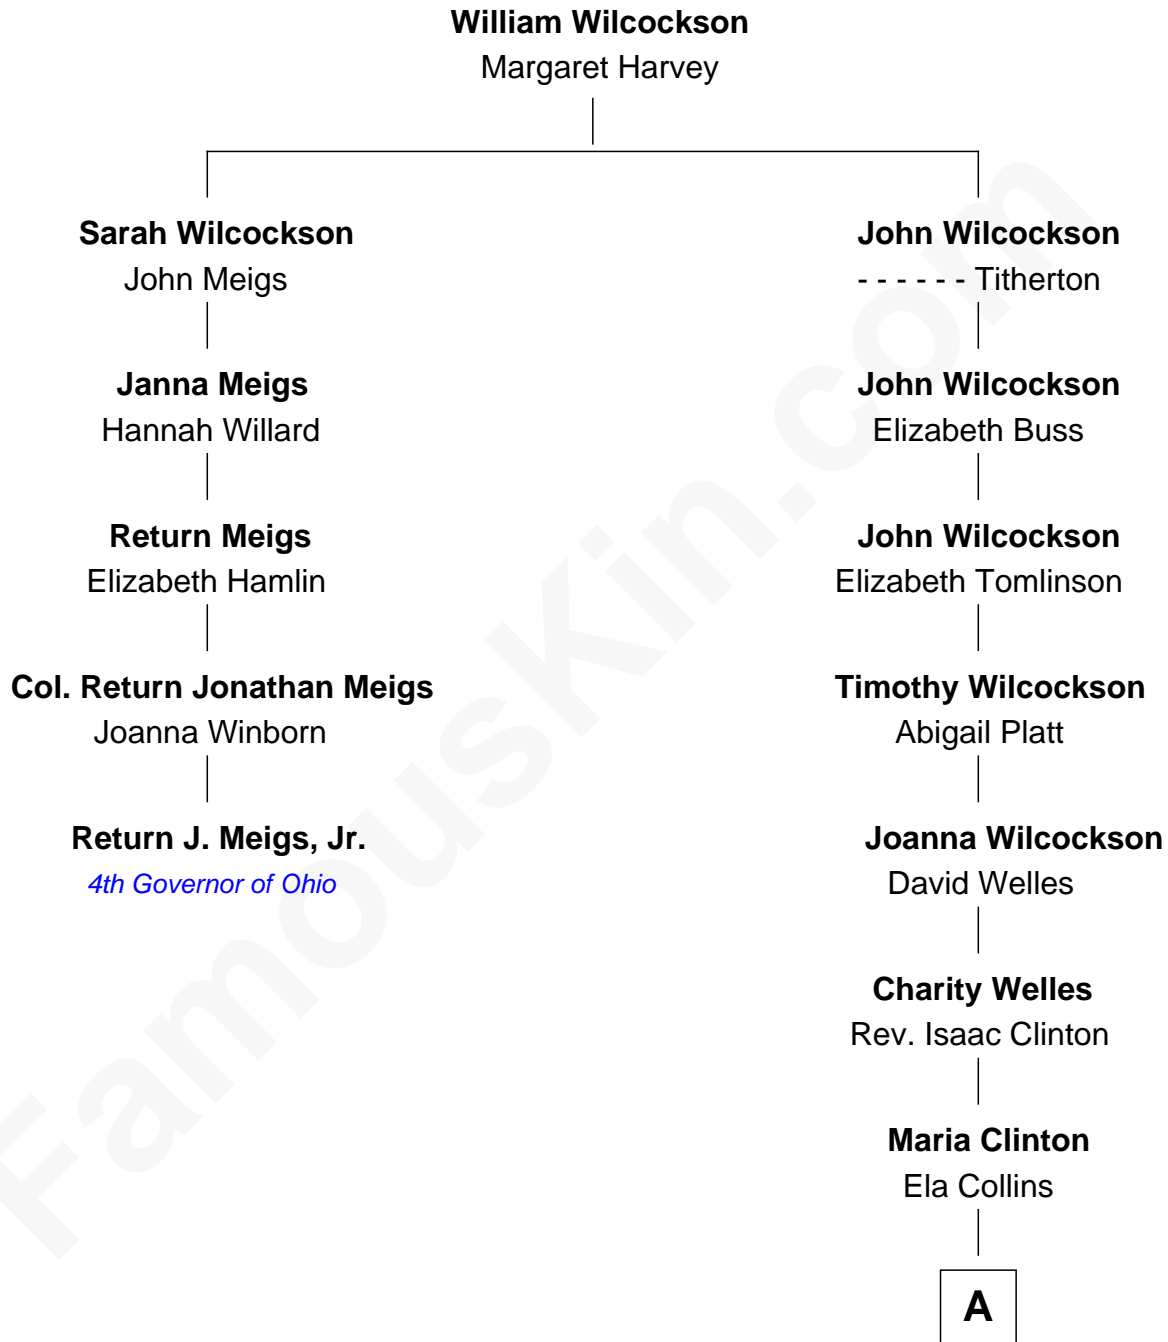 William Wilcockson
Margaret Harvey
Sarah Wilcockson
John Meigs
John Wilcockson
- - - - - - Titherton
Janna Meigs
Hannah Willard
John Wilcockson
Elizabeth Buss
Return Meigs
Elizabeth Hamlin
John Wilcockson
Elizabeth Tomlinson
Col. Return Jonathan Meigs
Joanna Winborn
Timothy Wilcockson
Abigail Platt
Return J. Meigs, Jr.
4th Governor of Ohio
Joanna Wilcockson
David Welles
Charity Welles
Rev. Isaac Clinton
Maria Clinton
Ela Collins
A
FamousKin.com